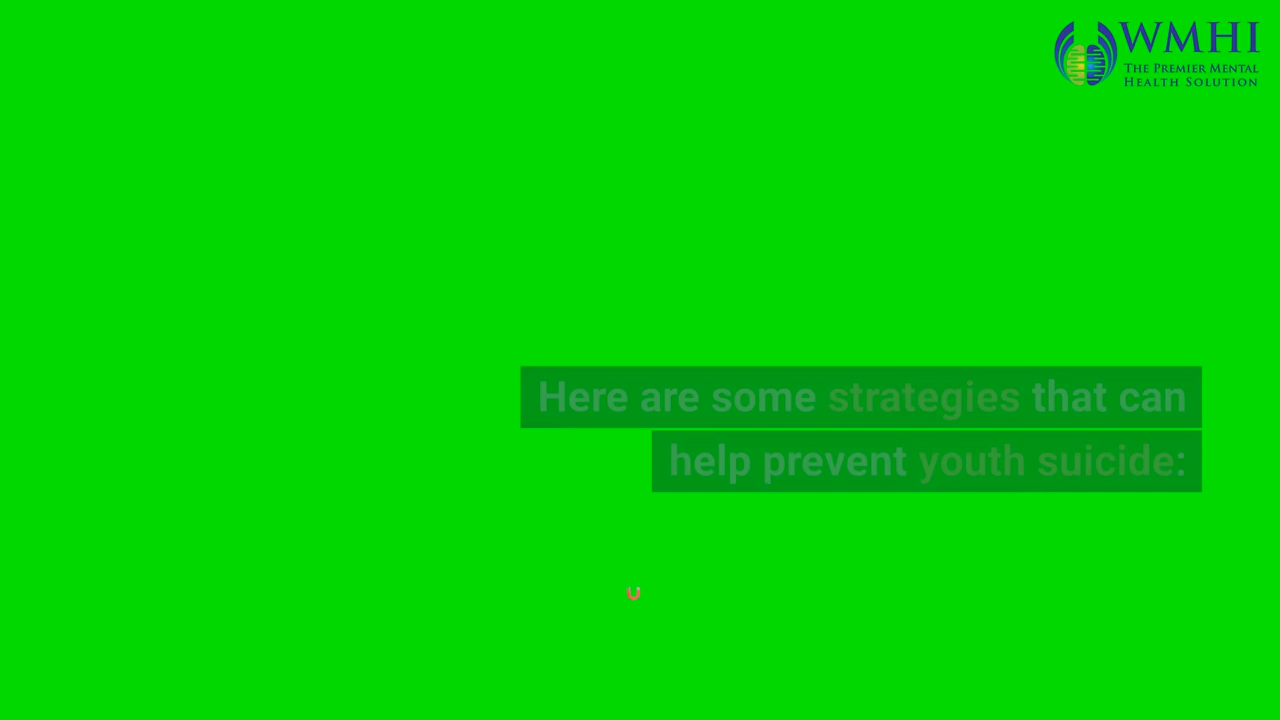 WMHI
The Premier Mental
Health Solution
Here are some strategies that can
help prevent youth suicide: